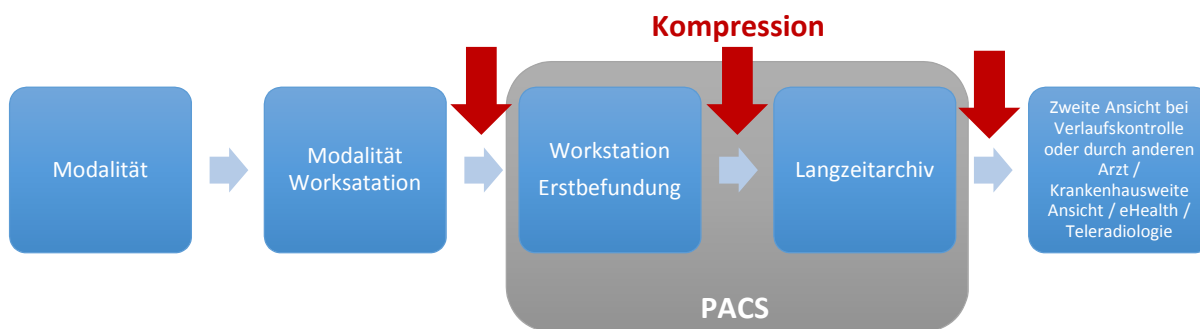 Kompression
Modalität
Modalität
Worksatation
Workstation
Erstbefundung
Langzeitarchiv
Zweite Ansicht bei
Verlaufskontrolle
oder durch anderen
Arzt /
Krankenhausweite
Ansicht / eHealth /
Teleradiologie
PACS